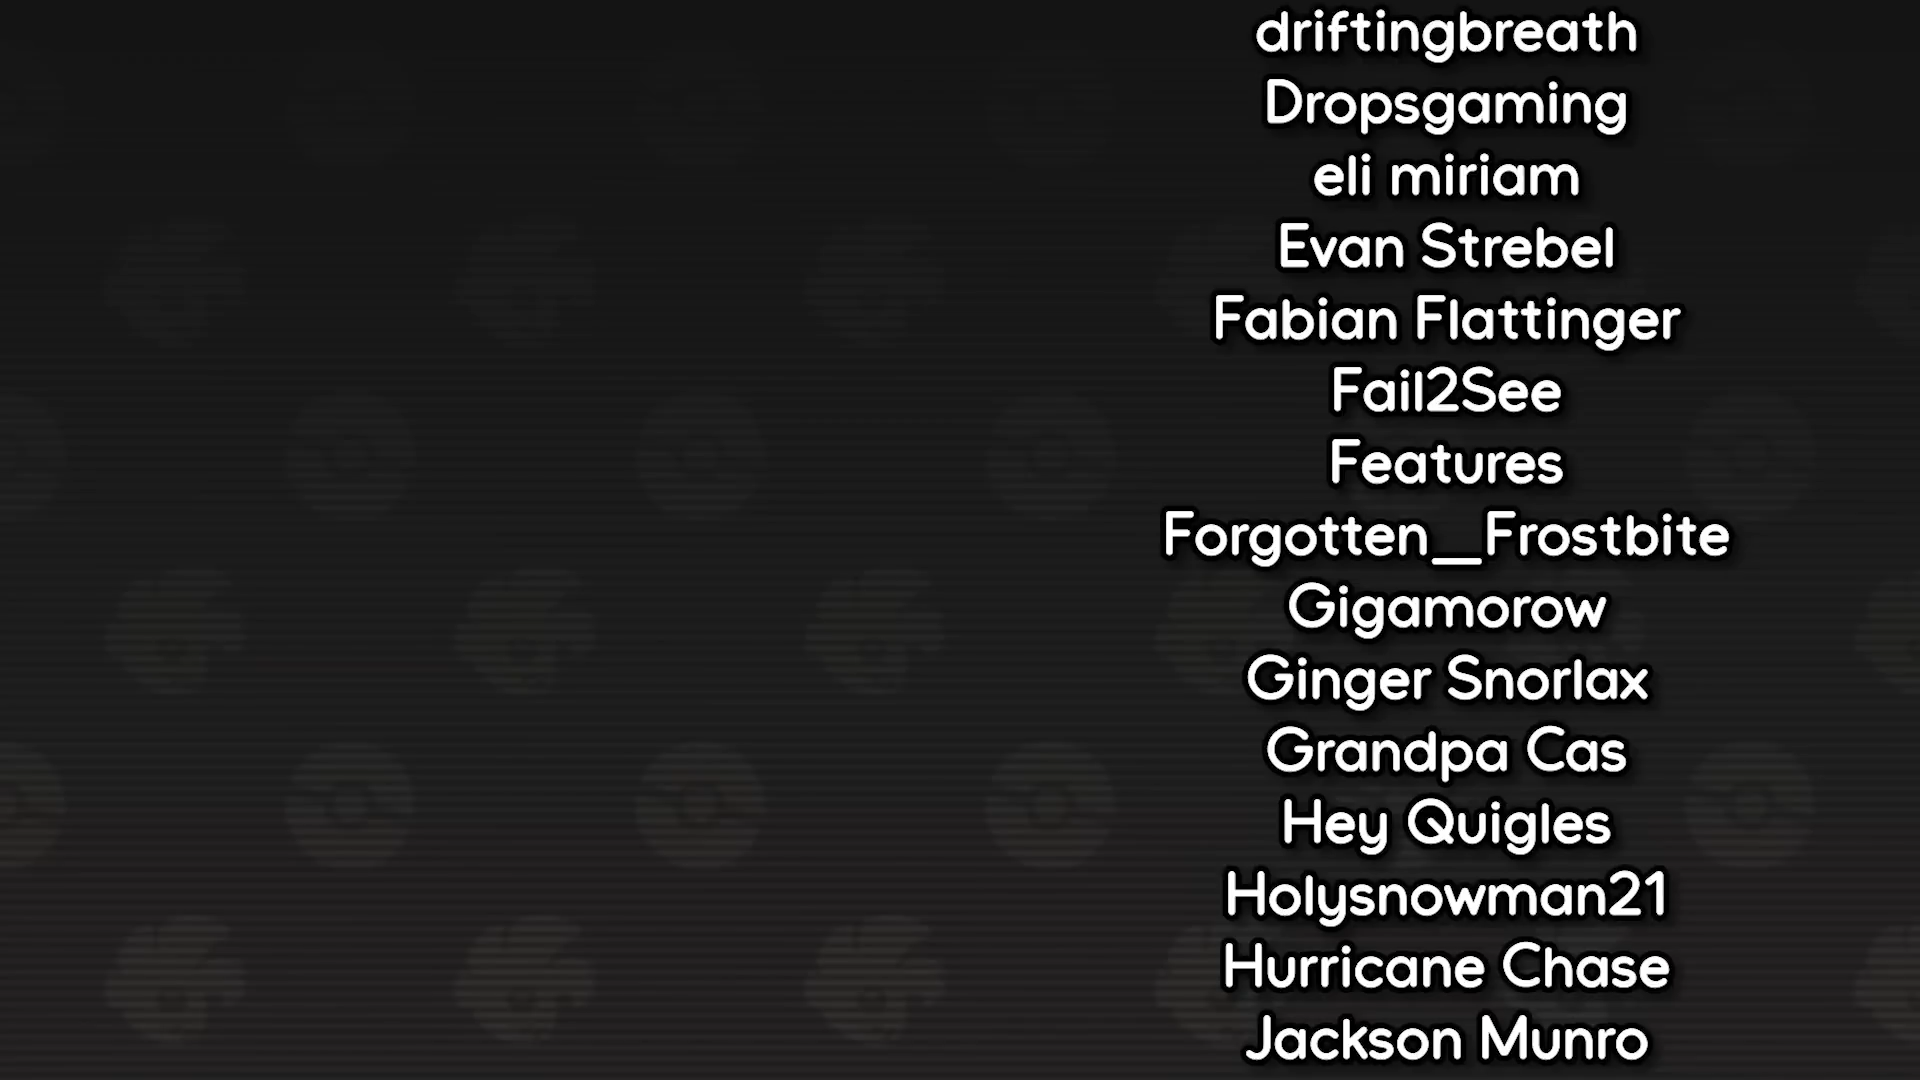 driftingbreath
Dropsgaming
eli miriam
Evan Strebel
Fabian Flattinger
Fail2See
Features
Forgotten__Frostbite
Gigamorow
Ginger Snorlax
Grandpa Cas
Hey Quigles
Holysnowman21
Hurricane Chase
Jackson Munro